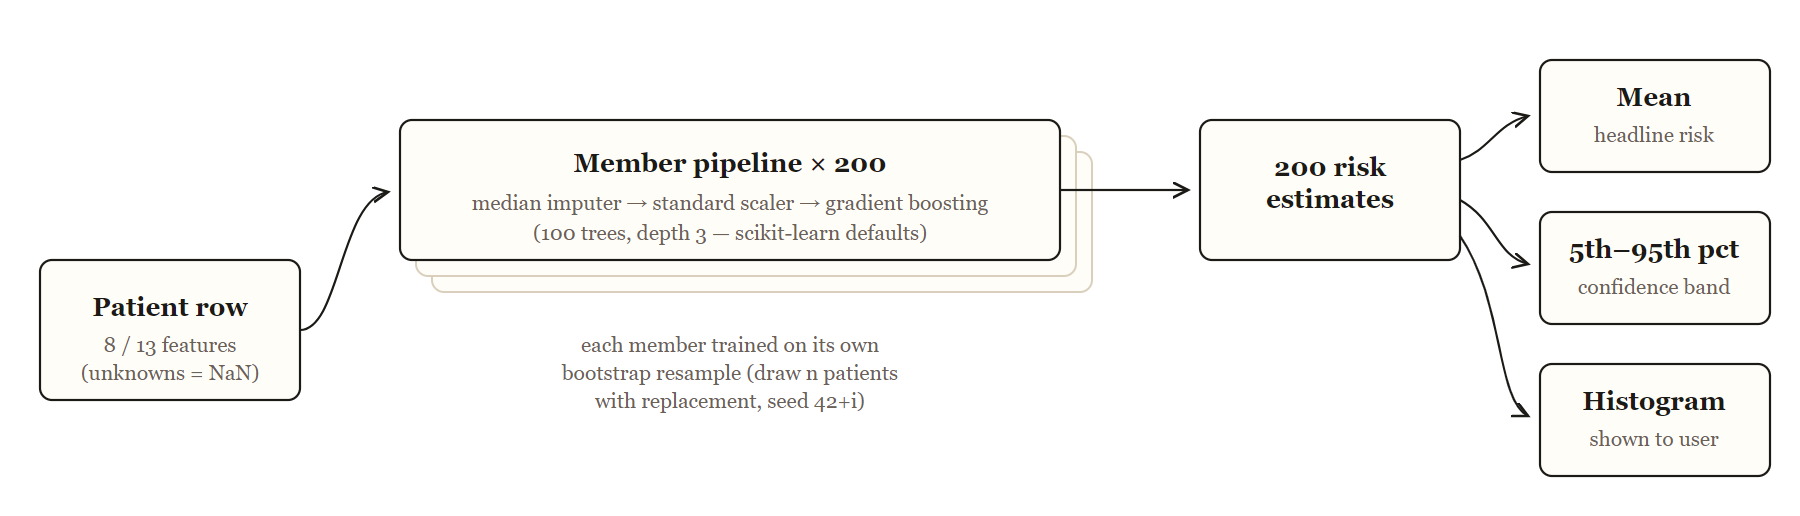 Patient row
8 / 13 features
(unknowns = NaN)
Member pipeline × 200
median imputer → standard scaler → gradient boosting
(100 trees, depth 3 — scikit-learn defaults)
each member trained on its own
bootstrap resample (draw n patients
with replacement, seed 42+i)
200 risk
estimates
Mean
headline risk
5th–95th pct
confidence band
Histogram
shown to user